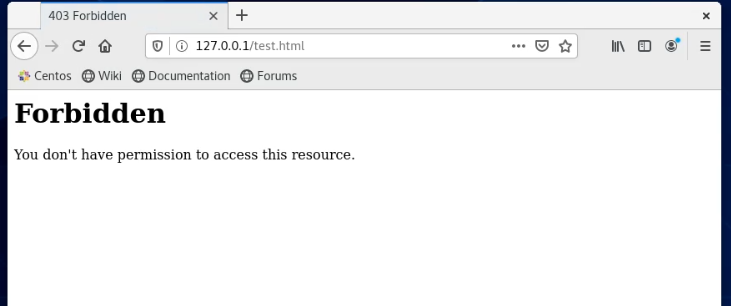 403 Forbidden
127.0.0.1/test.html
Centos Wiki Documentation Forums
Forbidden
You don't have permission to access this resource.